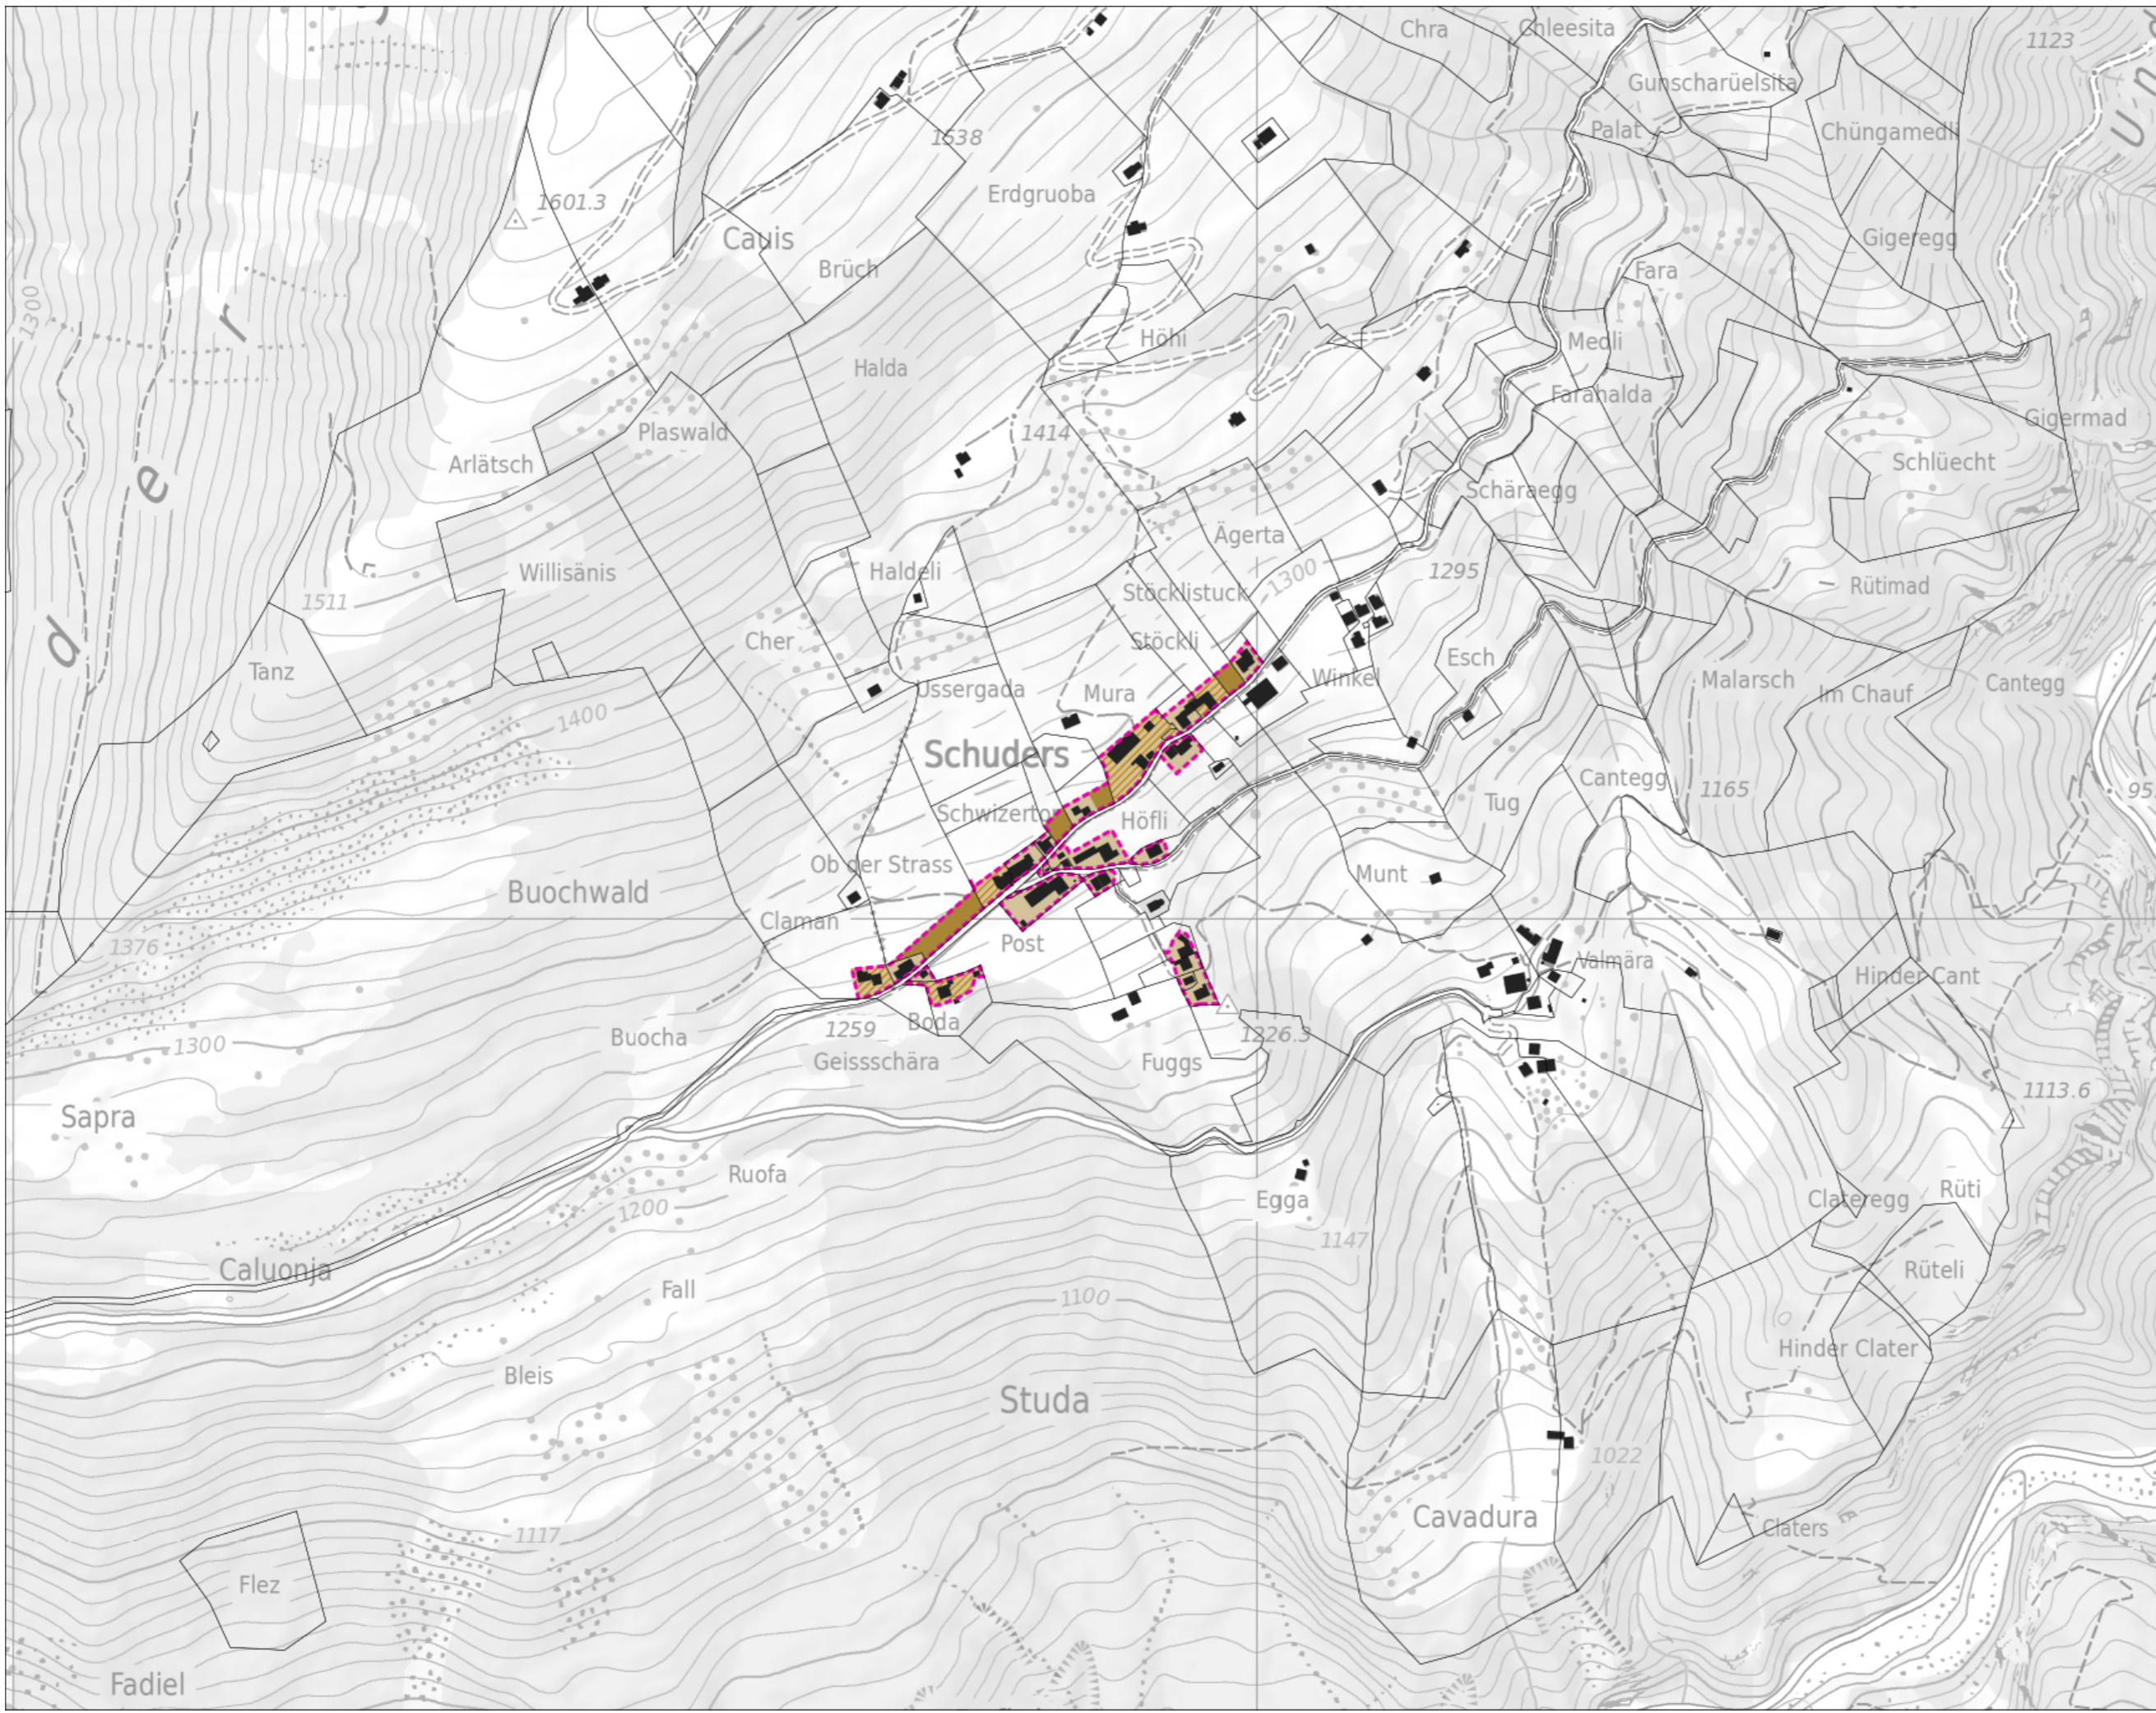 Chra
Chleesita
1123
Gunscharüelsita
Palat
Chüngamedli
1538
Erdgruoba
1601.3
Cauis
Gigeregg
Brüch
Fara
1300
r
Höhi
Medli
Halda
Farahalda
Gigermad
Plaswald
1414
Arlätsch
e
Schlüecht
Schäraegg
Ägerta
Haldeli
1295
Willisänis
1300
Stöcklistuck
Rütimad
1511
d
Cher
Stöckli
Esch
Tanz
Winkel
Malarsch
Im Chauf
Cantegg
Ussergada
Mura
1400
Schuders
Cantegg
1165
95
Schwizertor
Höfli
Tug
Ob der Strass
Munt
Buochwald
Claman
1376
Post
Valmära
Hinder Cant
Boda
1259
Buocha
1226.3
1300
Geissschära
Fuggs
1113.6
Sapra
Ruofa
Egga
Clateregg
Rüti
1200
1147
Caluonja
Rüteli
Fall
1100
Hinder Clater
Bleis
Studa
1022
Cavadura
Claters
1117
Flez
Fadiel